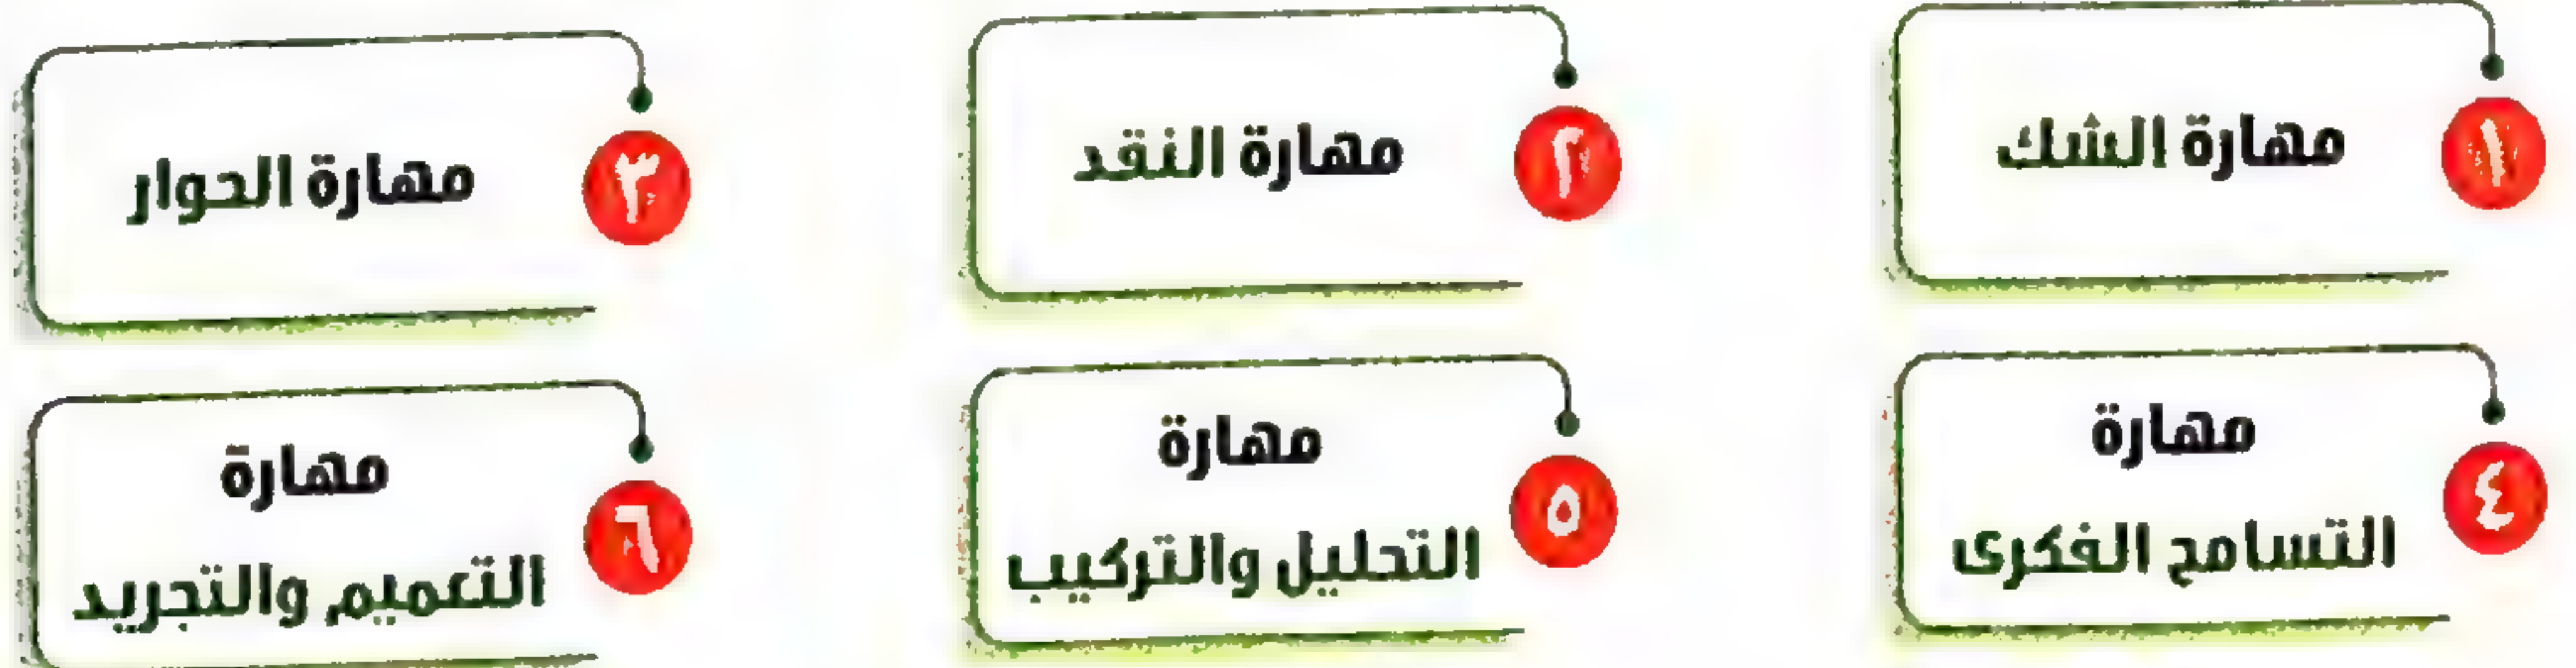 ١
مهارة الشك
٢
مهارة النقد
٣
مهارة الحوار
٤
مهارة
التسامح الفكرى
٥
مهارة
التحليل والتركيب
٦
مهارة
التعميم والتجريد